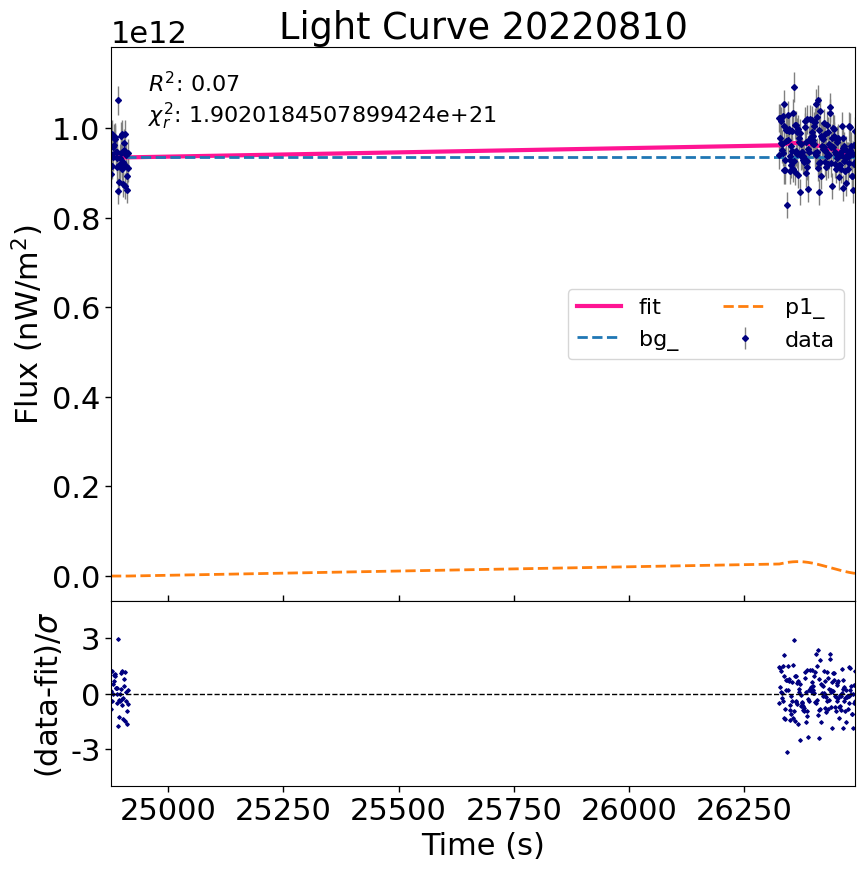 Light Curve 20220810
1e12
R²: 0.07
χ²ᵣ: 1.9020184507899424e+21
1.0
0.8
0.6
0.4
0.2
0.0
Flux (nW/m²)
fit
bg_
p1_
data
3
0
-3
(data-fit)/σ
25000 25250 25500 25750 26000 26250
Time (s)